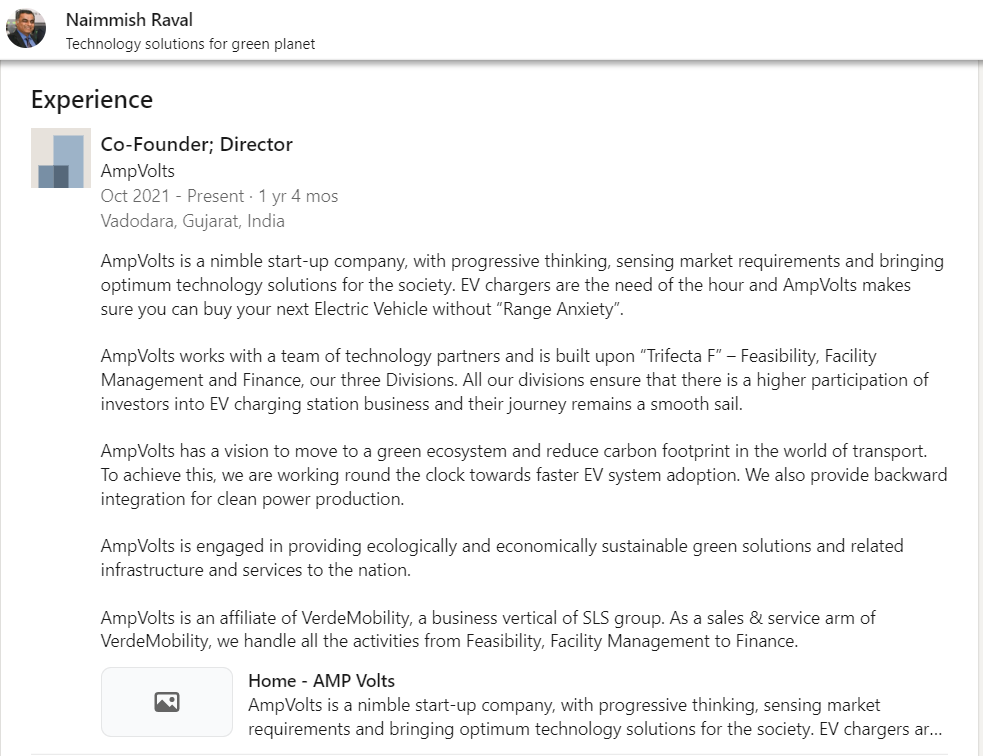 Naimmish Raval
Technology solutions for green planet
Experience
Co-Founder; Director
AmpVolts
Oct 2021 - Present · 1 yr 4 mos
Vadodara, Gujarat, India
AmpVolts is a nimble start-up company, with progressive thinking, sensing market requirements and bringing
optimum technology solutions for the society. EV chargers are the need of the hour and AmpVolts makes
sure you can buy your next Electric Vehicle without “Range Anxiety”.
AmpVolts works with a team of technology partners and is built upon “Trifecta F” – Feasibility, Facility
Management and Finance, our three Divisions. All our divisions ensure that there is a higher participation of
investors into EV charging station business and their journey remains a smooth sail.
AmpVolts has a vision to move to a green ecosystem and reduce carbon footprint in the world of transport.
To achieve this, we are working round the clock towards faster EV system adoption. We also provide backward
integration for clean power production.
AmpVolts is engaged in providing ecologically and economically sustainable green solutions and related
infrastructure and services to the nation.
AmpVolts is an affiliate of VerdeMobility, a business vertical of SLS group. As a sales & service arm of
VerdeMobility, we handle all the activities from Feasibility, Facility Management to Finance.
Home - AMP Volts
AmpVolts is a nimble start-up company, with progressive thinking, sensing market
requirements and bringing optimum technology solutions for the society. EV chargers ar...